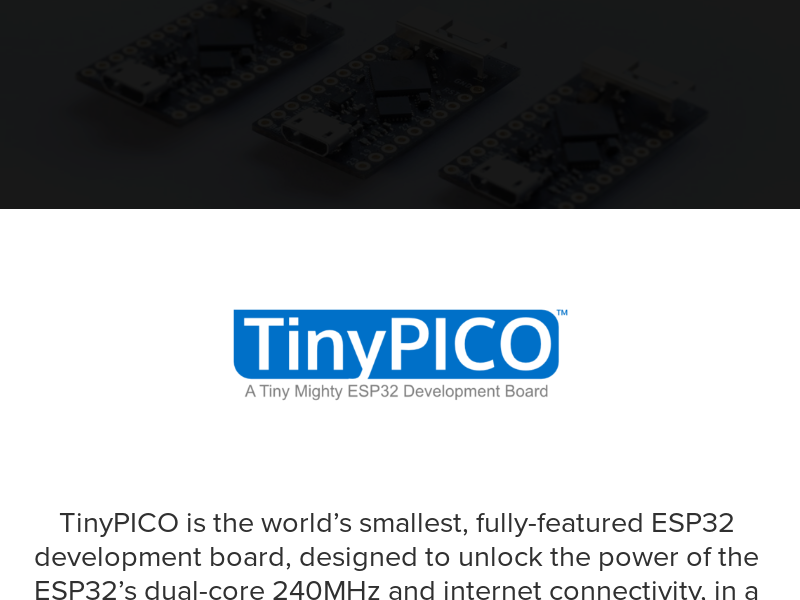 TinyPICO™
A Tiny Mighty ESP32 Development Board
TinyPICO is the world’s smallest, fully-featured ESP32
development board, designed to unlock the power of the
ESP32’s dual-core 240MHz and internet connectivity, in a